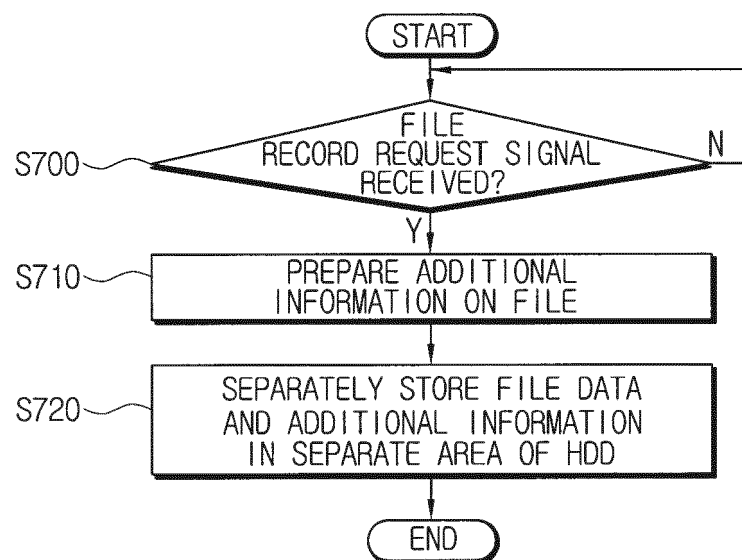 START
FILE
RECORD REQUEST SIGNAL
RECEIVED?
S700
N
Y
S710
PREPARE ADDITIONAL
INFORMATION ON FILE
S720
SEPARATELY STORE FILE DATA
AND ADDITIONAL INFORMATION
IN SEPARATE AREA OF HDD
END